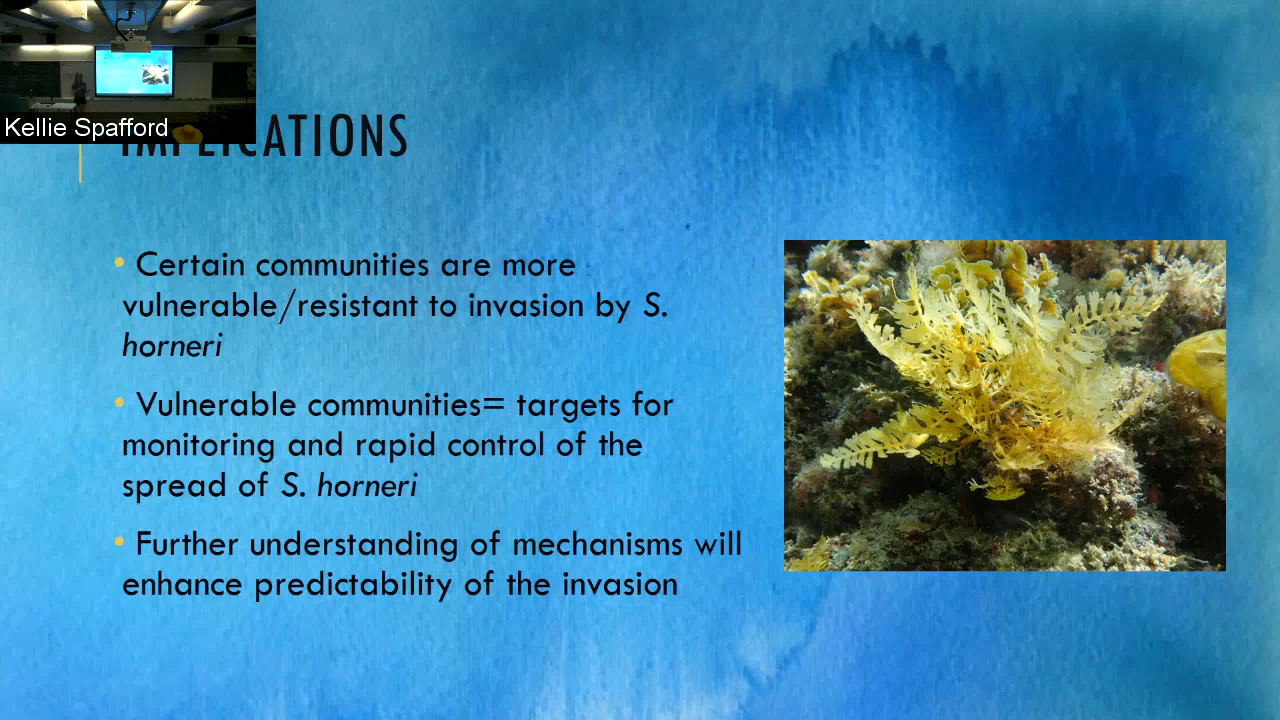 Kellie Spafford
IMPLICATIONS
• Certain communities are more
vulnerable/resistant to invasion by S.
horneri
• Vulnerable communities= targets for
monitoring and rapid control of the
spread of S. horneri
• Further understanding of mechanisms will
enhance predictability of the invasion